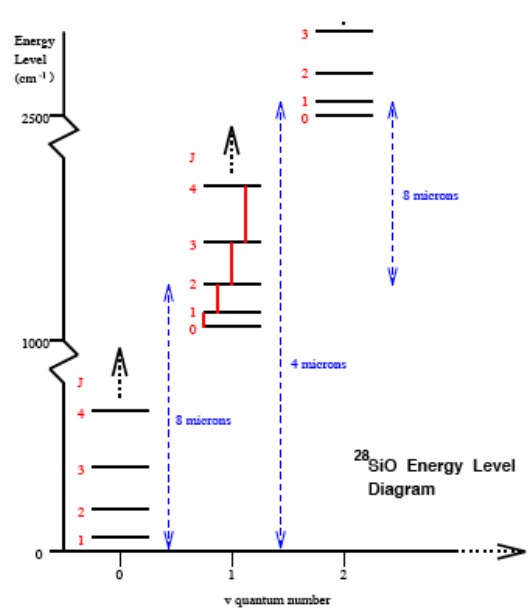 Energy
Level
(cm⁻¹)
3
2
1
0
2500
J
4
3
2
1
0
8 microns
1000
4 microns
J
4
3
2
1
8 microns
²⁸SiO Energy Level
Diagram
0
0 1 2
v quantum number